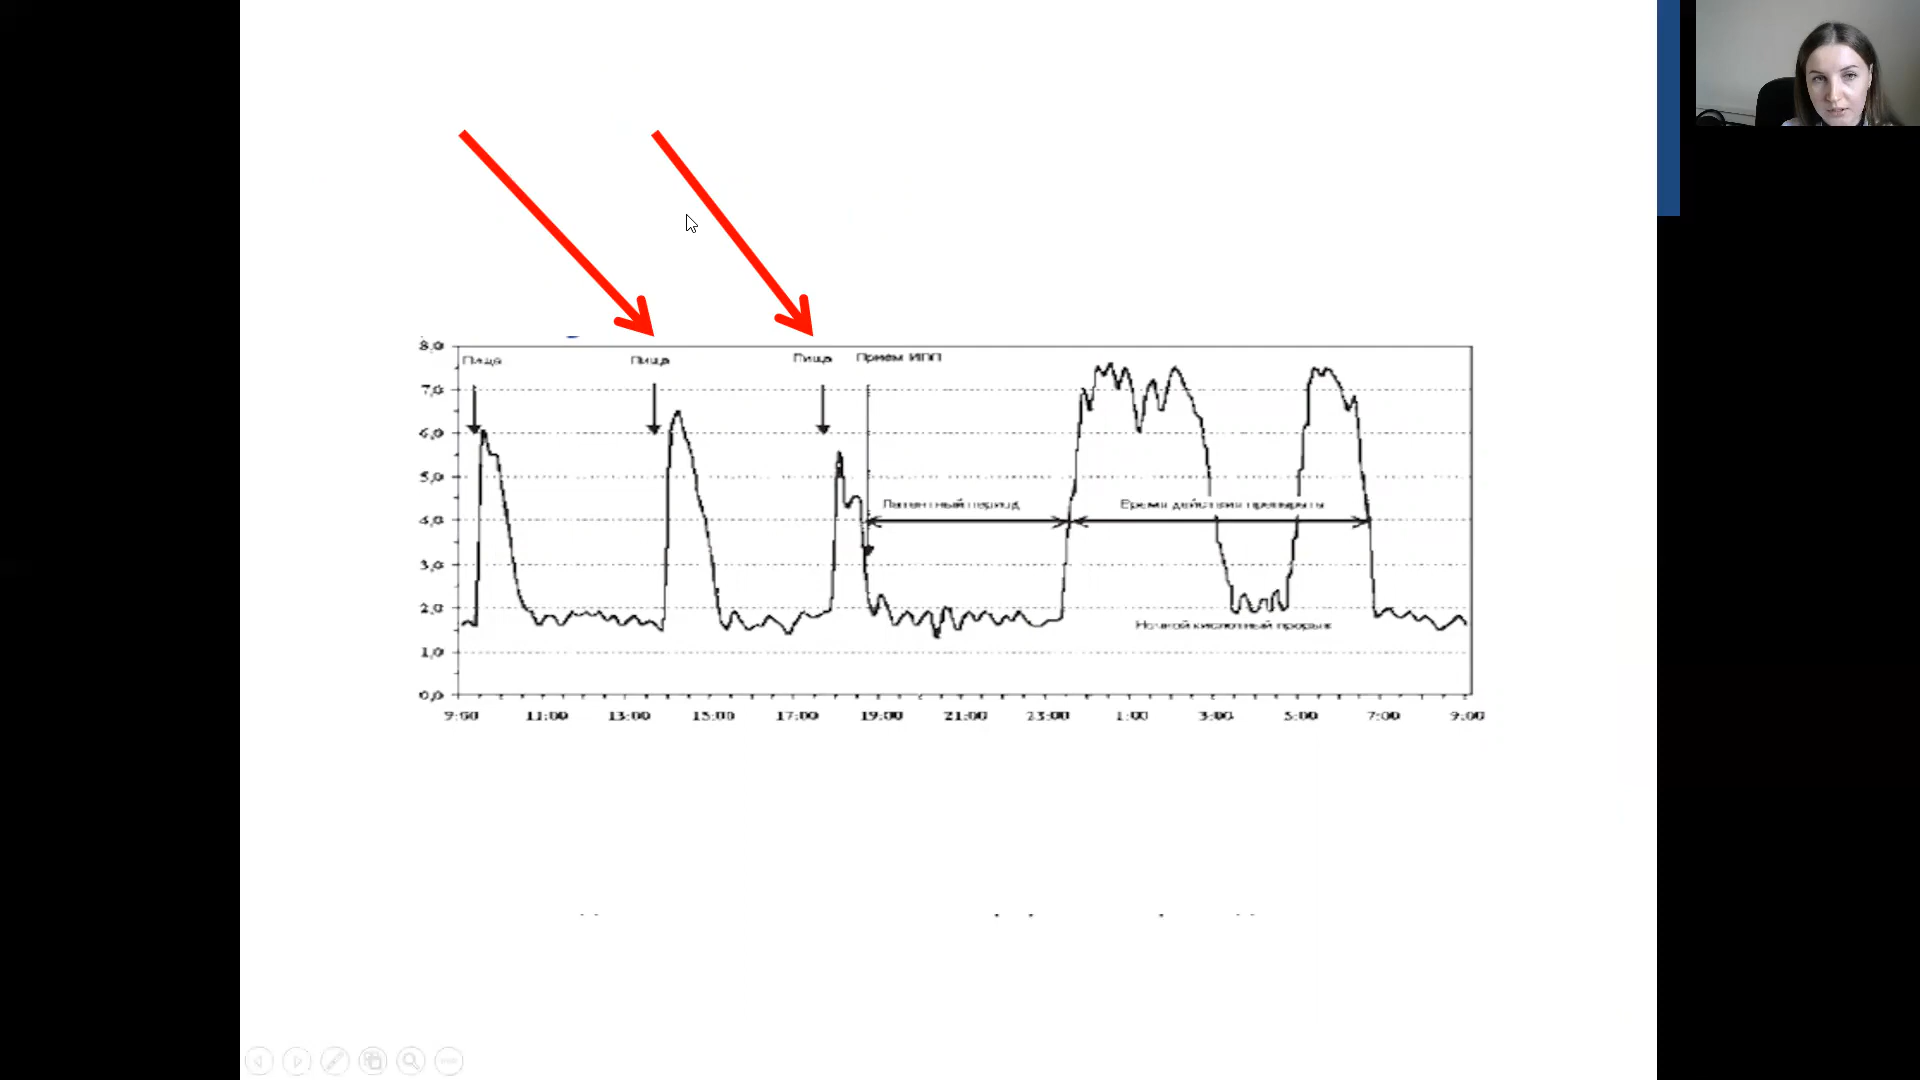 8,0
Пища
Пища
Пища
Прием ИПП
7,0
6,0
5,0
Латентный период
Время действия препарата
4,0
3,0
2,0
Ночной кислотный прорыв
1,0
0,0
9:00 11:00 13:00 15:00 17:00 19:00 21:00 23:00 1:00 3:00 5:00 7:00 9:00